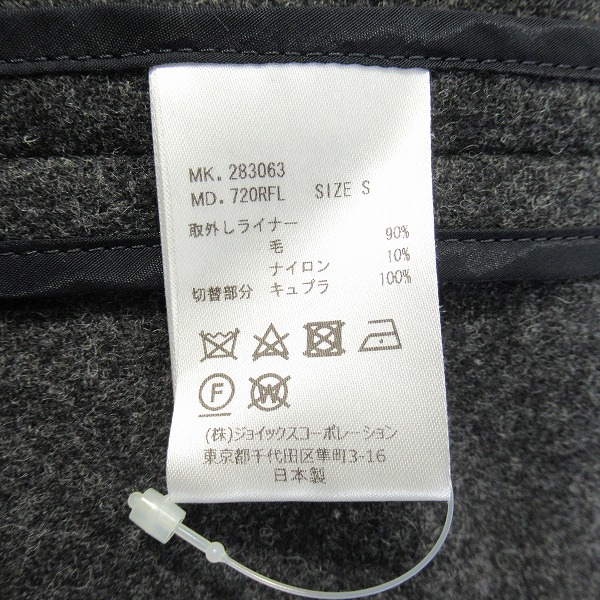 MK. 283063
MD. 720RFL SIZE S
取外しライナー
毛 90%
ナイロン 10%
切替部分 キュプラ 100%
F W
(株)ジョイックスコーポレーション
東京都千代田区隼町3-16
日本製